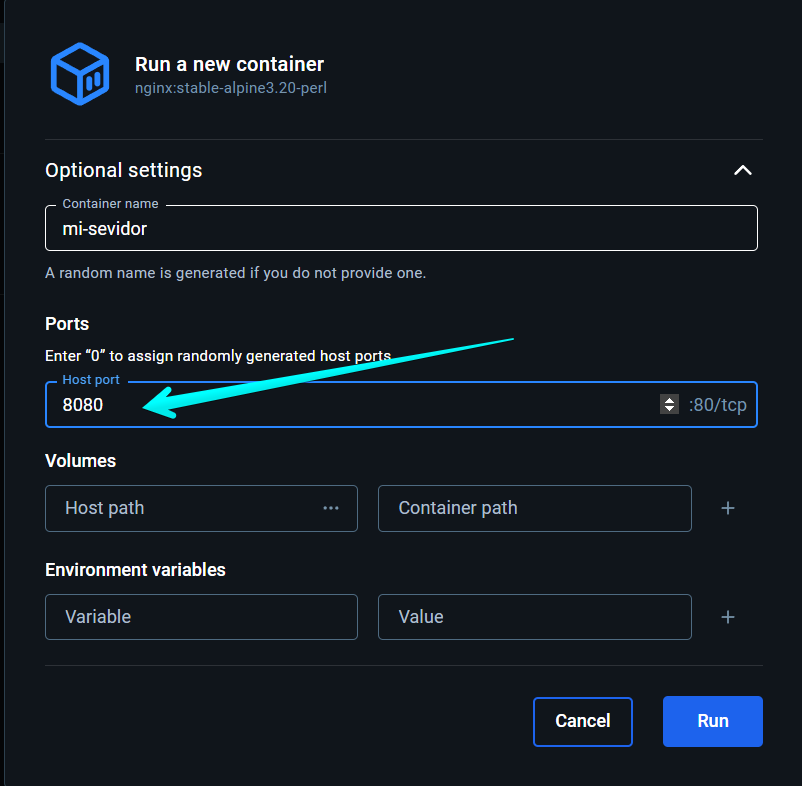 Run a new container
nginx:stable-alpine3.20-perl
Optional settings
Container name
mi-sevidor
A random name is generated if you do not provide one.
Ports
Enter “0” to assign randomly generated host ports.
Host port
8080 :80/tcp
Volumes
Host path ··· Container path +
Environment variables
Variable Value +
Cancel Run